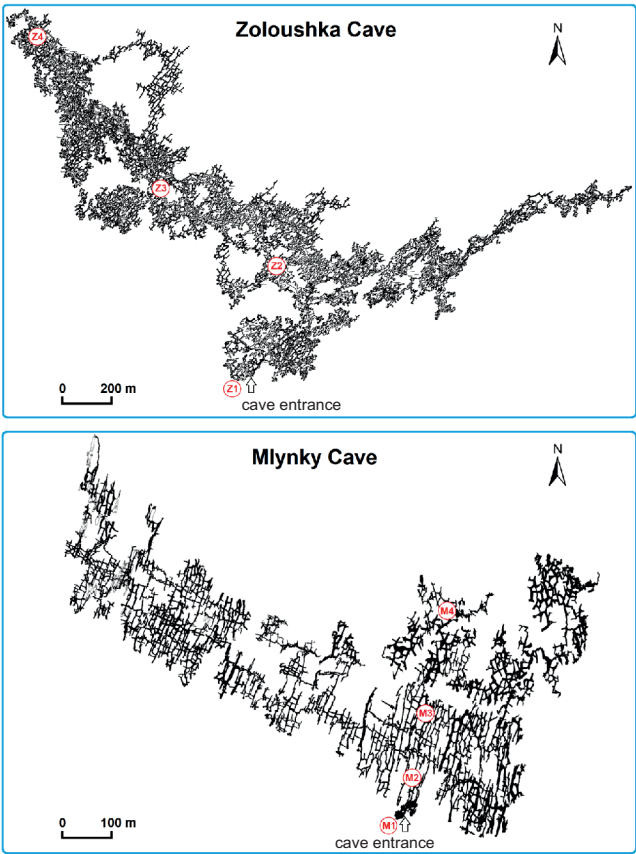 Zoloushka Cave
N
Z4
Z3
Z2
Z1
0 200 m
cave entrance
Mlynky Cave
N
M4
M3
M2
M1
0 100 m
cave entrance